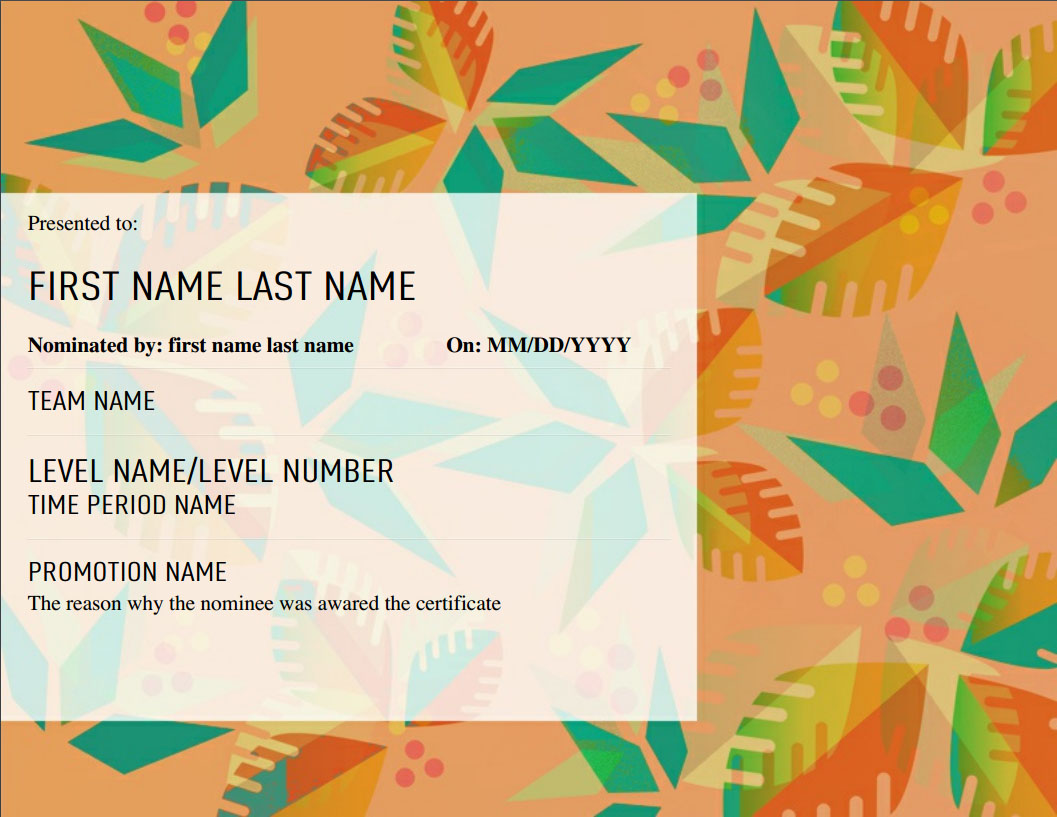 Presented to:
FIRST NAME LAST NAME
Nominated by: first name last name On: MM/DD/YYYY
TEAM NAME
LEVEL NAME/LEVEL NUMBER
TIME PERIOD NAME
PROMOTION NAME
The reason why the nominee was awared the certificate